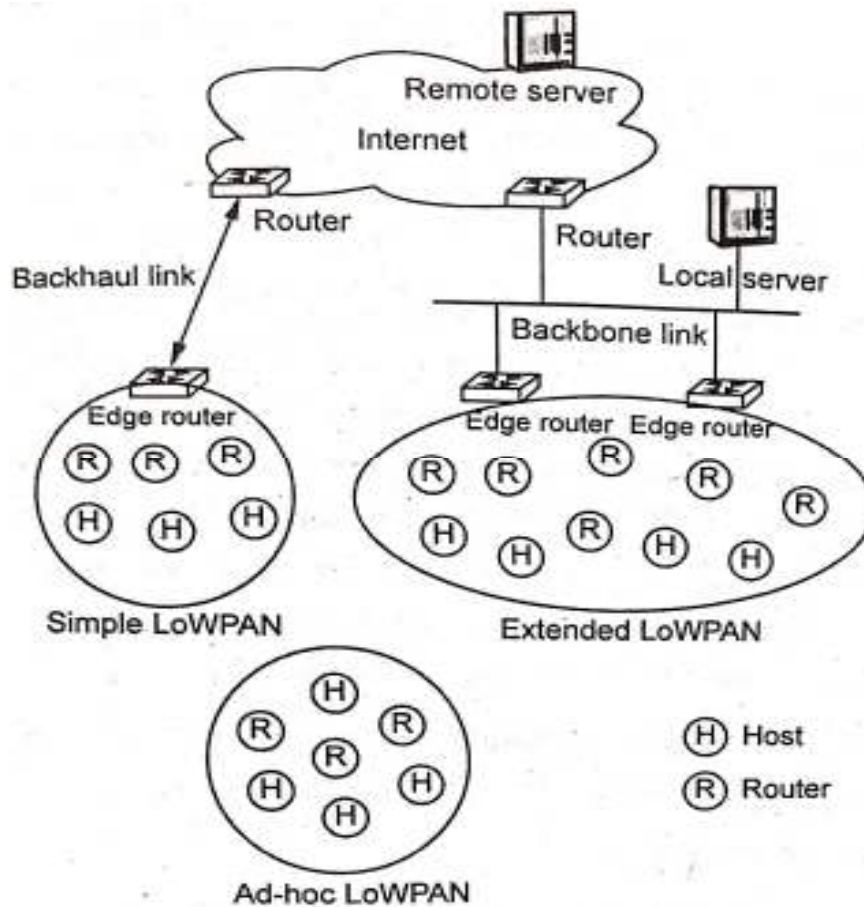 Remote server
Internet
Router
Router
Backhaul link
Local server
Backbone link
Edge router
Edge router Edge router
R R R
H H H
R R R R R
H H R H H
Simple LoWPAN
Extended LoWPAN
H
R R
R
H H
H
H Host
R Router
Ad-hoc LoWPAN